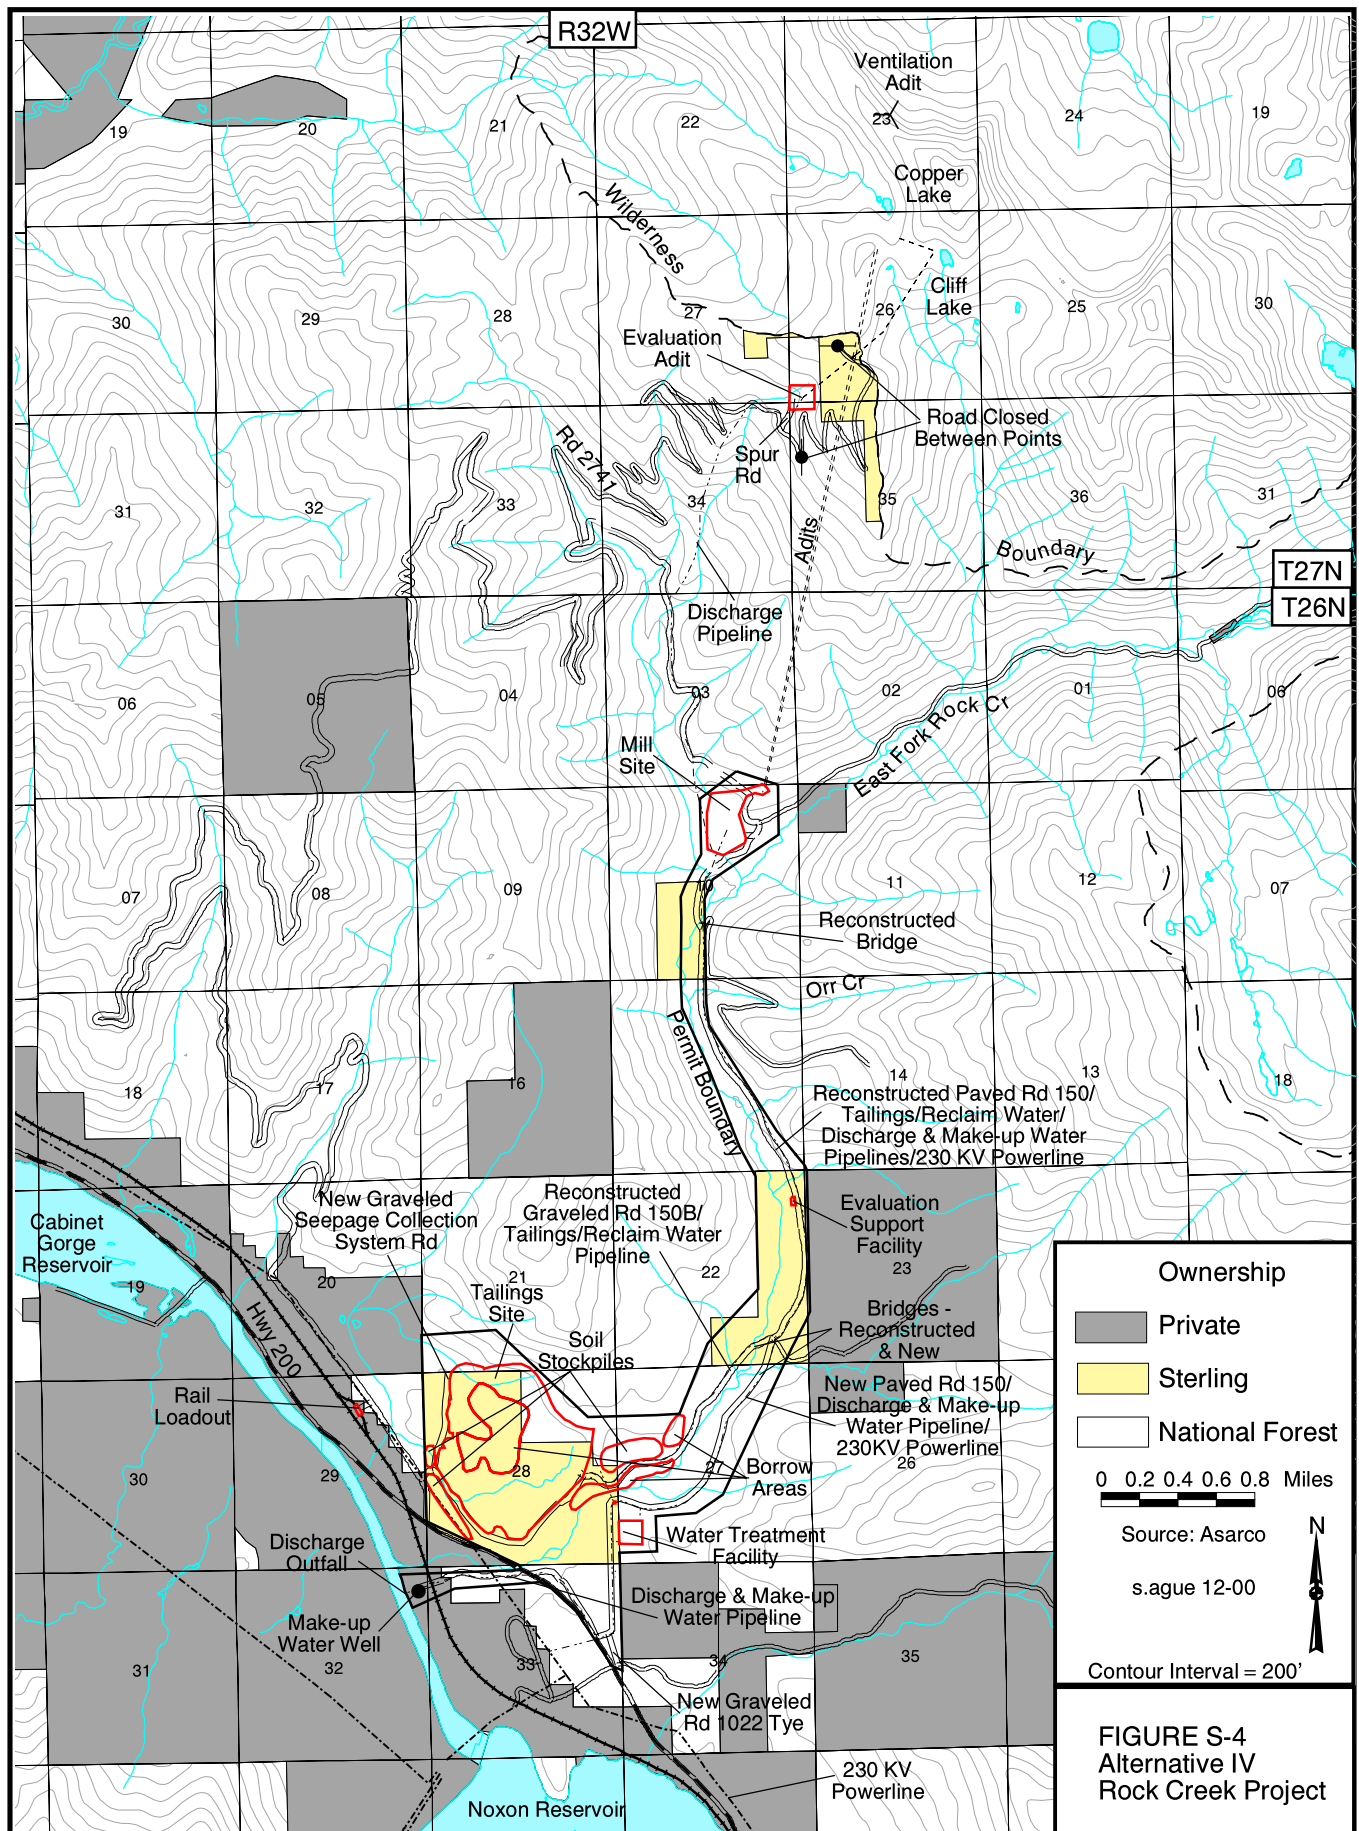 R32W
Ventilation
Adit
19
20
21
22
23
24
19
Copper
Lake
Wilderness
Cliff
Lake
30
29
28
27
26
25
30
Evaluation
Adit
Road Closed
Between Points
Spur
Rd
Rd 2741
31
32
33
34
35
36
31
Adits
Boundary
T27N
T26N
Discharge
Pipeline
06
05
04
03
02
01
06
East Fork Rock Cr
Mill
Site
07
08
09
10
11
12
07
Reconstructed
Bridge
Orr Cr
Permit Boundary
18
17
16
14
13
18
Reconstructed Paved Rd 150/
Tailings/Reclaim Water/
Discharge & Make-up Water
Pipelines/230 KV Powerline
New Graveled
Seepage Collection
System Rd
Reconstructed
Graveled Rd 150B/
Tailings/Reclaim Water
Pipeline
Evaluation
Support
Facility
Cabinet
Gorge
Reservoir
19
20
21
22
23
Tailings
Site
Hwy 200
Soil
Stockpiles
Bridges -
Reconstructed
& New
Rail
Loadout
New Paved Rd 150/
Discharge & Make-up
Water Pipeline/
230KV Powerline
30
29
28
27
26
Borrow
Areas
Discharge
Outfall
Water Treatment
Facility
Make-up
Water Well
Discharge & Make-up
Water Pipeline
31
32
33
34
35
New Graveled
Rd 1022 Tye
230 KV
Powerline
Noxon Reservoir
Ownership
Private
Sterling
National Forest
0 0.2 0.4 0.6 0.8 Miles
Source: Asarco
N
s.ague 12-00
Contour Interval = 200'
FIGURE S-4
Alternative IV
Rock Creek Project